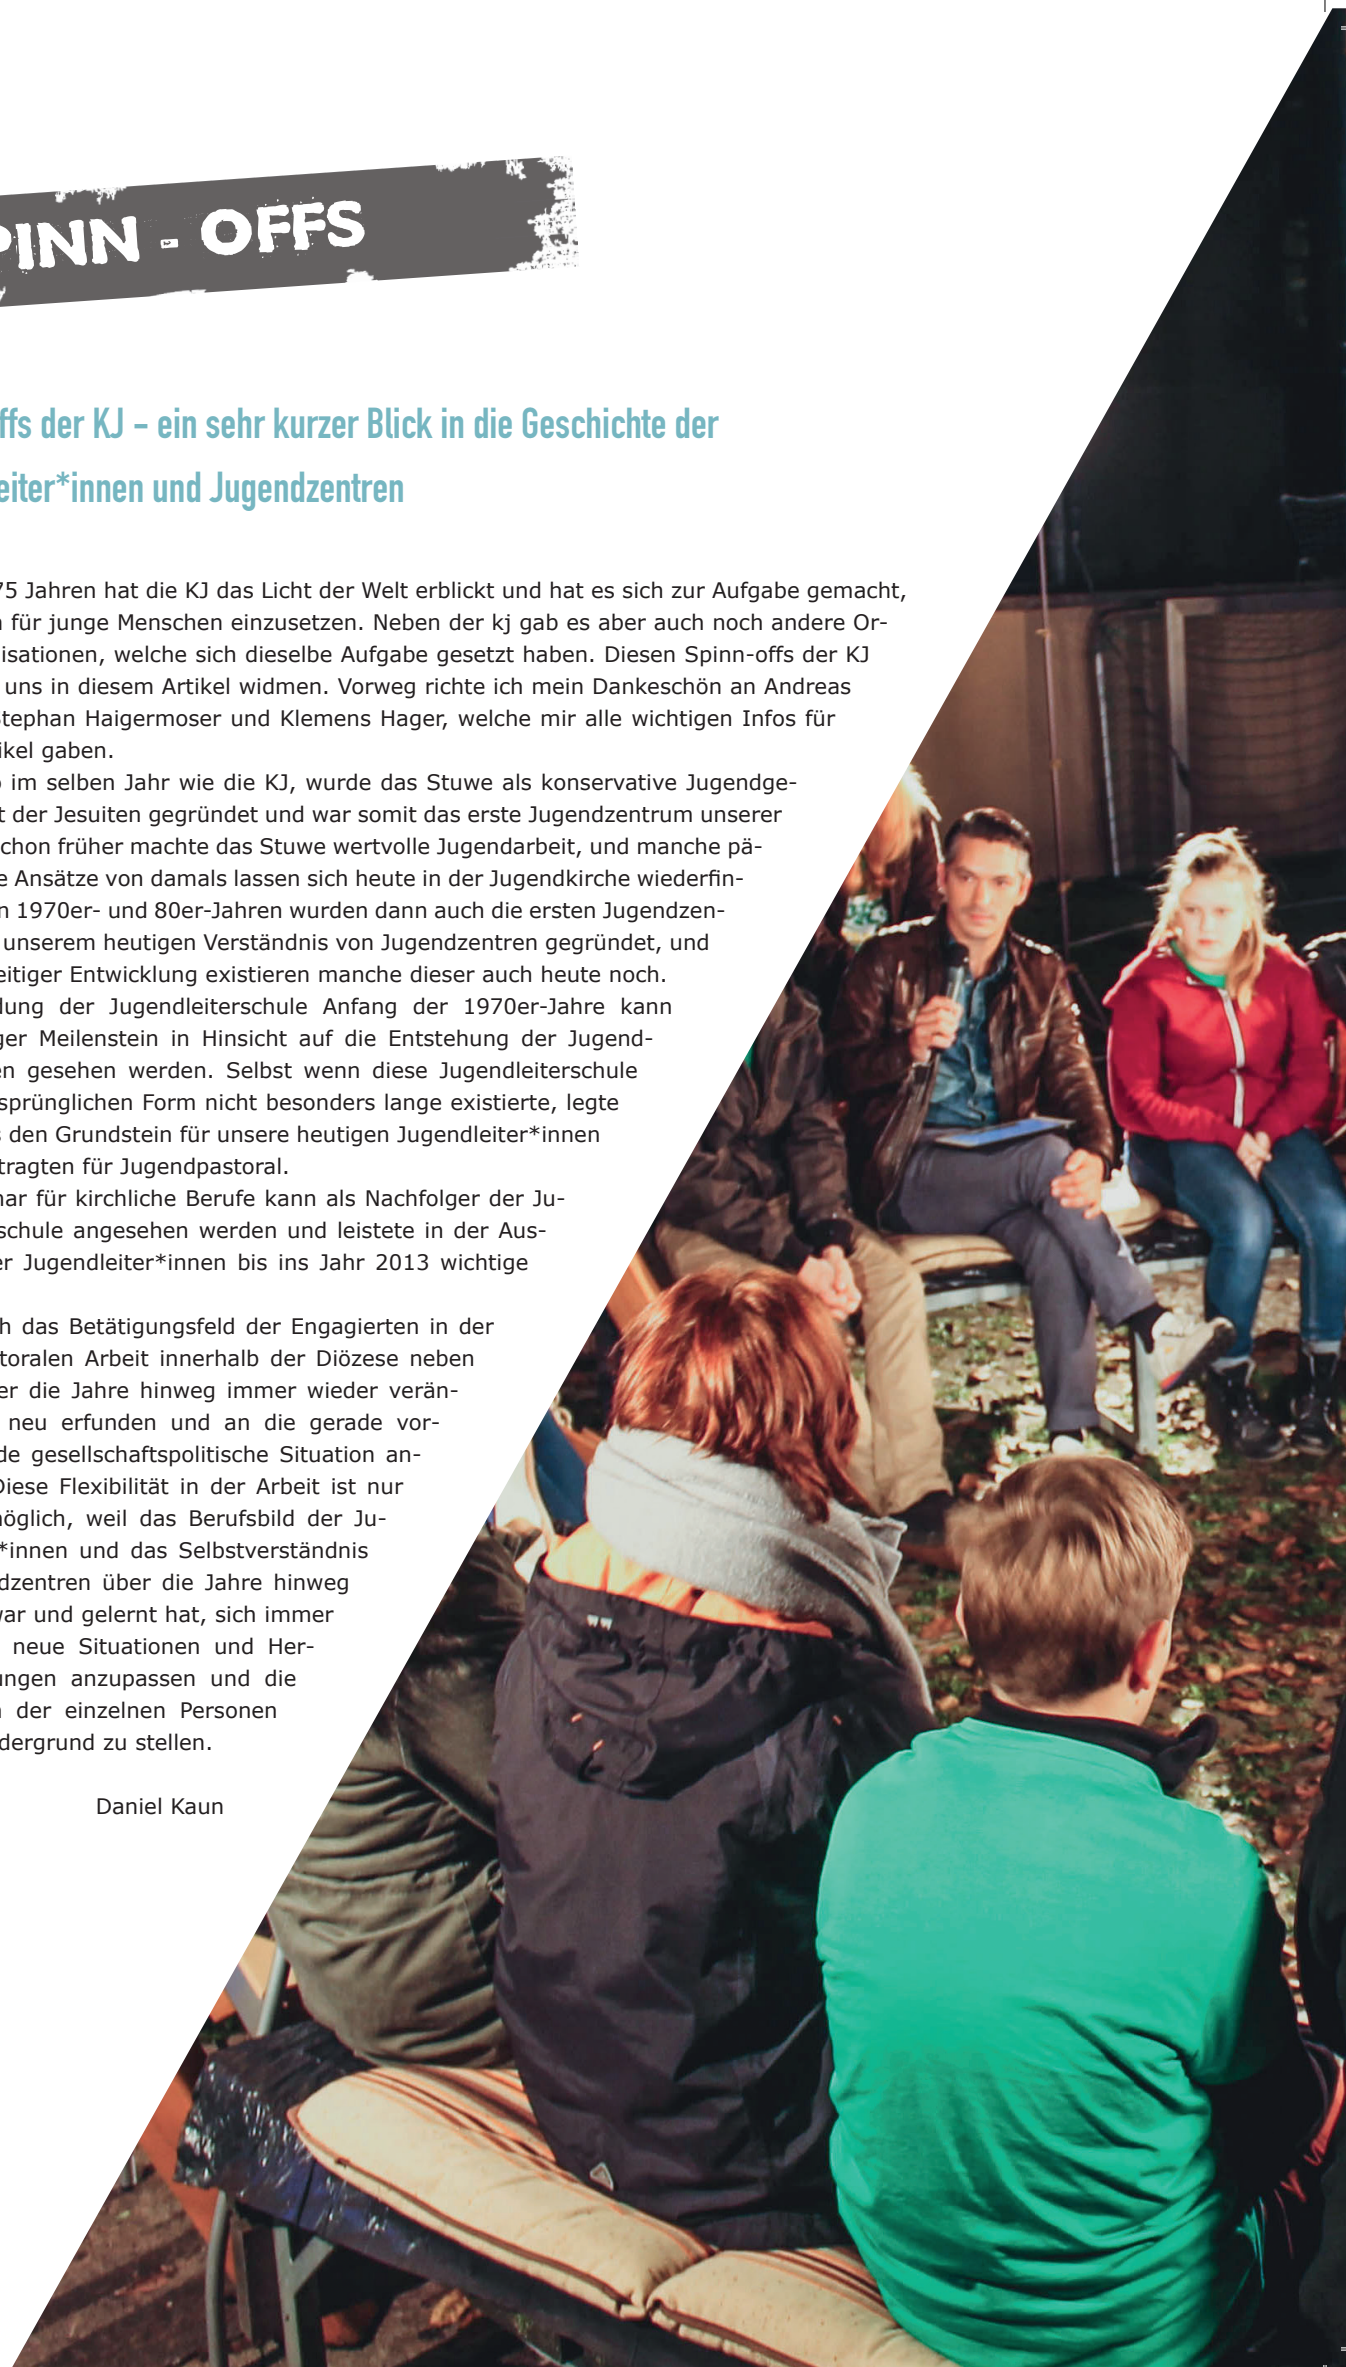 PINN - OFFS
ffs der KJ – ein sehr kurzer Blick in die Geschichte der
eiter*innen und Jugendzentren
75 Jahren hat die KJ das Licht der Welt erblickt und hat es sich zur Aufgabe gemacht,
für junge Menschen einzusetzen. Neben der kj gab es aber auch noch andere Or-
isationen, welche sich dieselbe Aufgabe gesetzt haben. Diesen Spinn-offs der KJ
uns in diesem Artikel widmen. Vorweg richte ich mein Dankeschön an Andreas
Stephan Haigermoser und Klemens Hager, welche mir alle wichtigen Infos für
ikel gaben.
im selben Jahr wie die KJ, wurde das Stuwe als konservative Jugendge-
t der Jesuiten gegründet und war somit das erste Jugendzentrum unserer
chon früher machte das Stuwe wertvolle Jugendarbeit, und manche pä-
e Ansätze von damals lassen sich heute in der Jugendkirche wiederfin-
n 1970er- und 80er-Jahren wurden dann auch die ersten Jugendzen-
unserem heutigen Verständnis von Jugendzentren gegründet, und
eitiger Entwicklung existieren manche dieser auch heute noch.
dung der Jugendleiterschule Anfang der 1970er-Jahre kann
ger Meilenstein in Hinsicht auf die Entstehung der Jugend-
en gesehen werden. Selbst wenn diese Jugendleiterschule
sprünglichen Form nicht besonders lange existierte, legte
s den Grundstein für unsere heutigen Jugendleiter*innen
tragten für Jugendpastoral.
nar für kirchliche Berufe kann als Nachfolger der Ju-
schule angesehen werden und leistete in der Aus-
er Jugendleiter*innen bis ins Jahr 2013 wichtige
h das Betätigungsfeld der Engagierten in der
toralen Arbeit innerhalb der Diözese neben
er die Jahre hinweg immer wieder verän-
neu erfunden und an die gerade vor-
de gesellschaftspolitische Situation an-
Diese Flexibilität in der Arbeit ist nur
möglich, weil das Berufsbild der Ju-
*innen und das Selbstverständnis
dzentren über die Jahre hinweg
war und gelernt hat, sich immer
neue Situationen und Her-
ungen anzupassen und die
n der einzelnen Personen
dergrund zu stellen.
Daniel Kaun